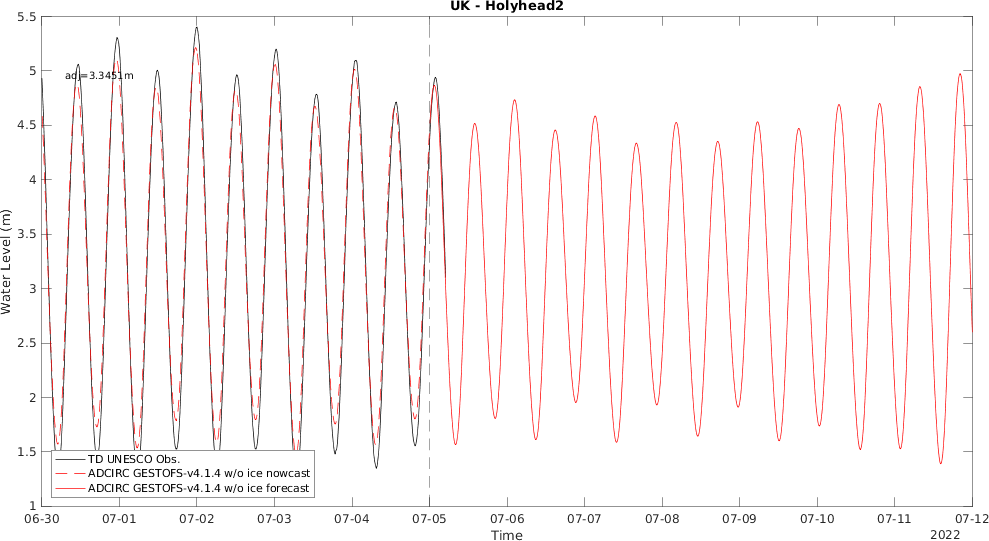 UK - Holyhead2
5.5
5
4.5
4
3.5
3
2.5
2
1.5
1
Water Level (m)
adj=3.3451m
TD UNESCO Obs.
ADCIRC GESTOFS-v4.1.4 w/o ice nowcast
ADCIRC GESTOFS-v4.1.4 w/o ice forecast
06-30 07-01 07-02 07-03 07-04 07-05 07-06 07-07 07-08 07-09 07-10 07-11 07-12
Time
2022